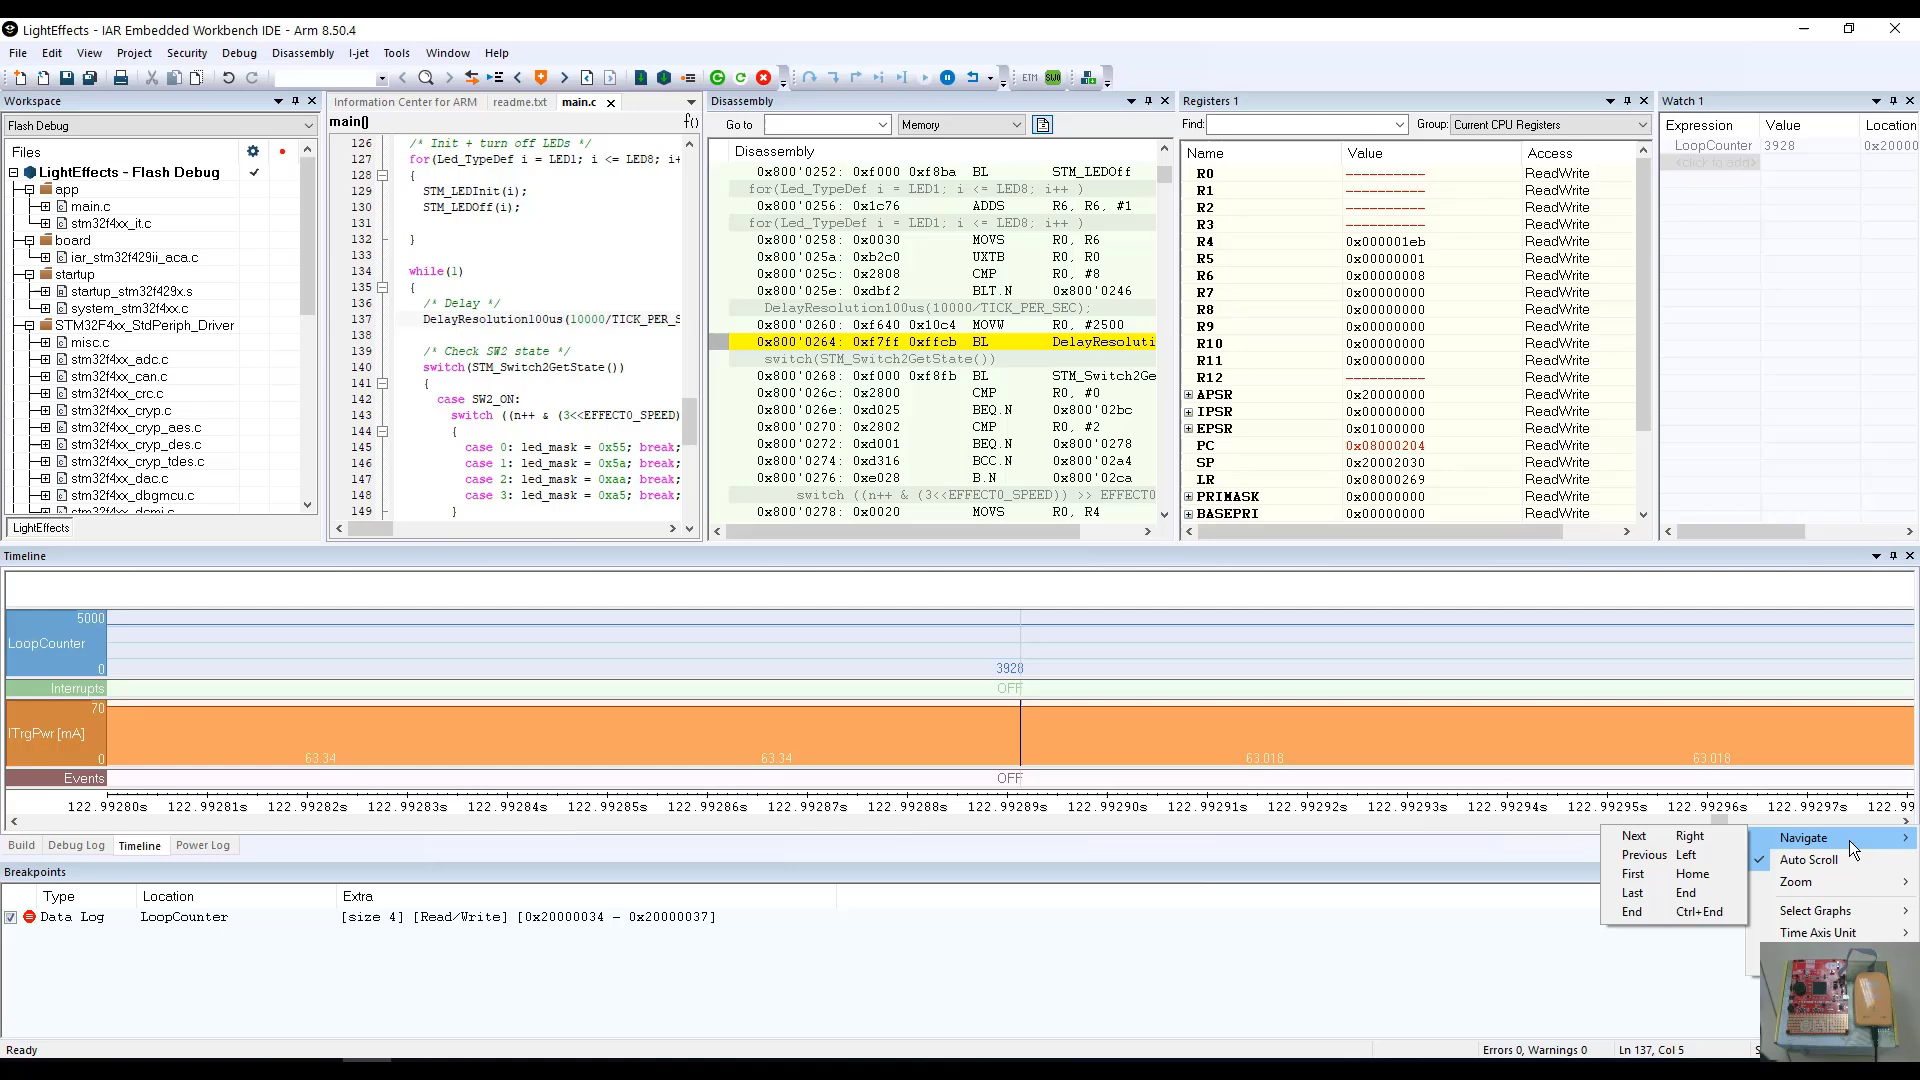 LightEffects - IAR Embedded Workbench IDE - Arm 8.50.4
File Edit View Project Security Debug Disassembly I-jet Tools Window Help
ETM SWO
Workspace
Flash Debug
Files
LightEffects - Flash Debug
app
main.c
stm32f4xx_it.c
board
iar_stm32f429ii_aca.c
startup
startup_stm32f429x.s
system_stm32f4xx.c
STM32F4xx_StdPeriph_Driver
misc.c
stm32f4xx_adc.c
stm32f4xx_can.c
stm32f4xx_crc.c
stm32f4xx_cryp.c
stm32f4xx_cryp_aes.c
stm32f4xx_cryp_des.c
stm32f4xx_cryp_tdes.c
stm32f4xx_dac.c
stm32f4xx_dbgmcu.c
stm32f4xx_dcmi.c
LightEffects
Information Center for ARM readme.txt main.c
main() f()
126 /* Init + turn off LEDs */
127 for(Led_TypeDef i = LED1; i <= LED8; i+
128 {
129 STM_LEDInit(i);
130 STM_LEDOff(i);
131
132 }
133
134 while(1)
135 {
136 /* Delay */
137 DelayResolution100us(10000/TICK_PER_S
138
139 /* Check SW2 state */
140 switch(STM_Switch2GetState())
141 {
142 case SW2_ON:
143 switch ((n++ & (3<<EFFECT0_SPEED)
144 {
145 case 0: led_mask = 0x55; break;
146 case 1: led_mask = 0x5a; break;
147 case 2: led_mask = 0xaa; break;
148 case 3: led_mask = 0xa5; break;
149 }
Disassembly
Go to Memory
Disassembly
0x800'0252: 0xf000 0xf8ba BL STM_LEDOff
for(Led_TypeDef i = LED1; i <= LED8; i++ )
0x800'0256: 0x1c76 ADDS R6, R6, #1
for(Led_TypeDef i = LED1; i <= LED8; i++ )
0x800'0258: 0x0030 MOVS R0, R6
0x800'025a: 0xb2c0 UXTB R0, R0
0x800'025c: 0x2808 CMP R0, #8
0x800'025e: 0xdbf2 BLT.N 0x800'0246
DelayResolution100us(10000/TICK_PER_SEC);
0x800'0260: 0xf640 0x10c4 MOVW R0, #2500
0x800'0264: 0xf7ff 0xffcb BL DelayResoluti
switch(STM_Switch2GetState())
0x800'0268: 0xf000 0xf8fb BL STM_Switch2Ge
0x800'026c: 0x2800 CMP R0, #0
0x800'026e: 0xd025 BEQ.N 0x800'02bc
0x800'0270: 0x2802 CMP R0, #2
0x800'0272: 0xd001 BEQ.N 0x800'0278
0x800'0274: 0xd316 BCC.N 0x800'02a4
0x800'0276: 0xe028 B.N 0x800'02ca
switch ((n++ & (3<<EFFECT0_SPEED)) >> EFFECT0
0x800'0278: 0x0020 MOVS R0, R4
Registers 1
Find: Group: Current CPU Registers
Name Value Access
R0 ---------- ReadWrite
R1 ---------- ReadWrite
R2 ---------- ReadWrite
R3 ---------- ReadWrite
R4 0x000001eb ReadWrite
R5 0x00000001 ReadWrite
R6 0x00000008 ReadWrite
R7 0x00000000 ReadWrite
R8 0x00000000 ReadWrite
R9 0x00000000 ReadWrite
R10 0x00000000 ReadWrite
R11 0x00000000 ReadWrite
R12 ---------- ReadWrite
APSR 0x20000000 ReadWrite
IPSR 0x00000000 ReadWrite
EPSR 0x01000000 ReadWrite
PC 0x08000204 ReadWrite
SP 0x20002030 ReadWrite
LR 0x08000269 ReadWrite
PRIMASK 0x00000000 ReadWrite
BASEPRI 0x00000000 ReadWrite
Watch 1
Expression Value Location
LoopCounter 3928 0x20000
<click to add>
Timeline
5000
LoopCounter
0
3928
Interrupts OFF
70
ITrgPwr [mA]
0
63.34 63.34 63.018 63.018
Events OFF
122.99280s 122.99281s 122.99282s 122.99283s 122.99284s 122.99285s 122.99286s 122.99287s 122.99288s 122.99289s 122.99290s 122.99291s 122.99292s 122.99293s 122.99294s 122.99295s 122.99296s 122.99297s 122.99
Build Debug Log Timeline Power Log
Navigate
Auto Scroll
Zoom
Select Graphs
Time Axis Unit
Next Right
Previous Left
First Home
Last End
End Ctrl+End
Breakpoints
Type Location Extra
Data Log LoopCounter [size 4] [Read/Write] [0x20000034 - 0x20000037]
Ready Errors 0, Warnings 0 Ln 137, Col 5